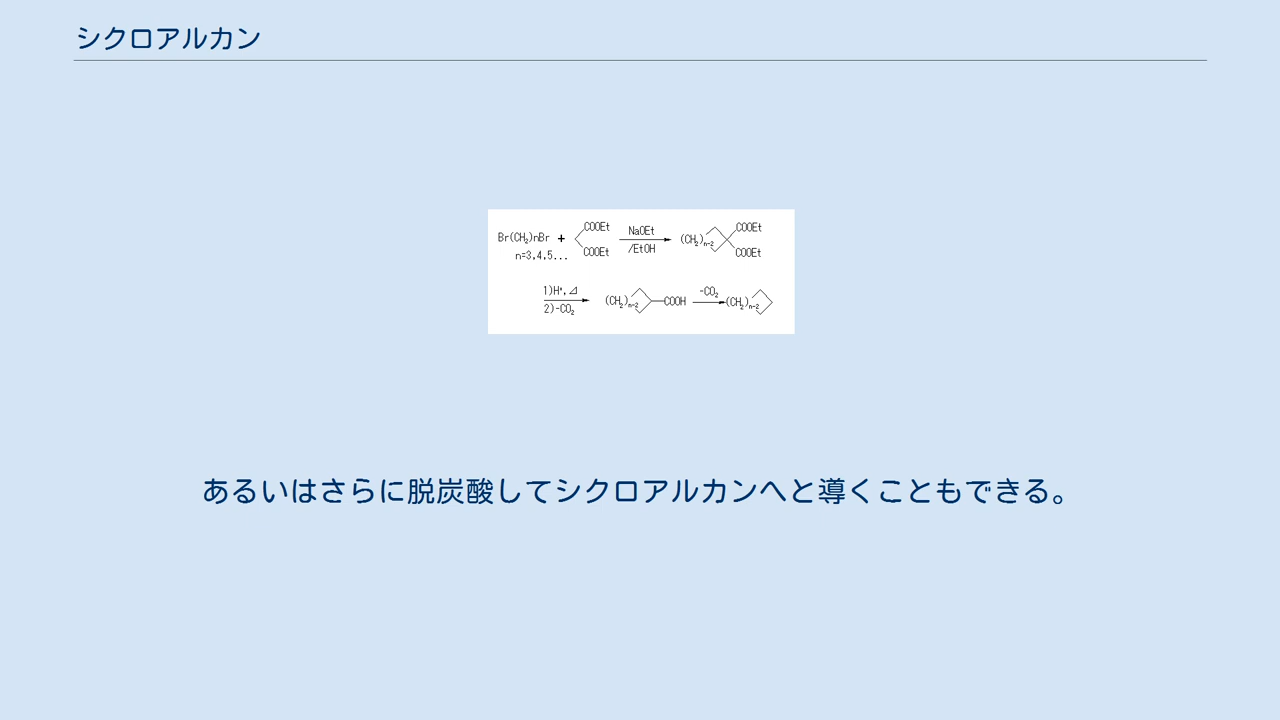 シクロアルカン
Br(CH2)nBr + COOEt COOEt NaOEt /EtOH (CH2)n-2 COOEt COOEt
n=3,4,5...
1)H+,⊿ 2)-CO2 (CH2)n-2 COOH -CO2 (CH2)n-2
あるいはさらに脱炭酸してシクロアルカンへと導くこともできる。